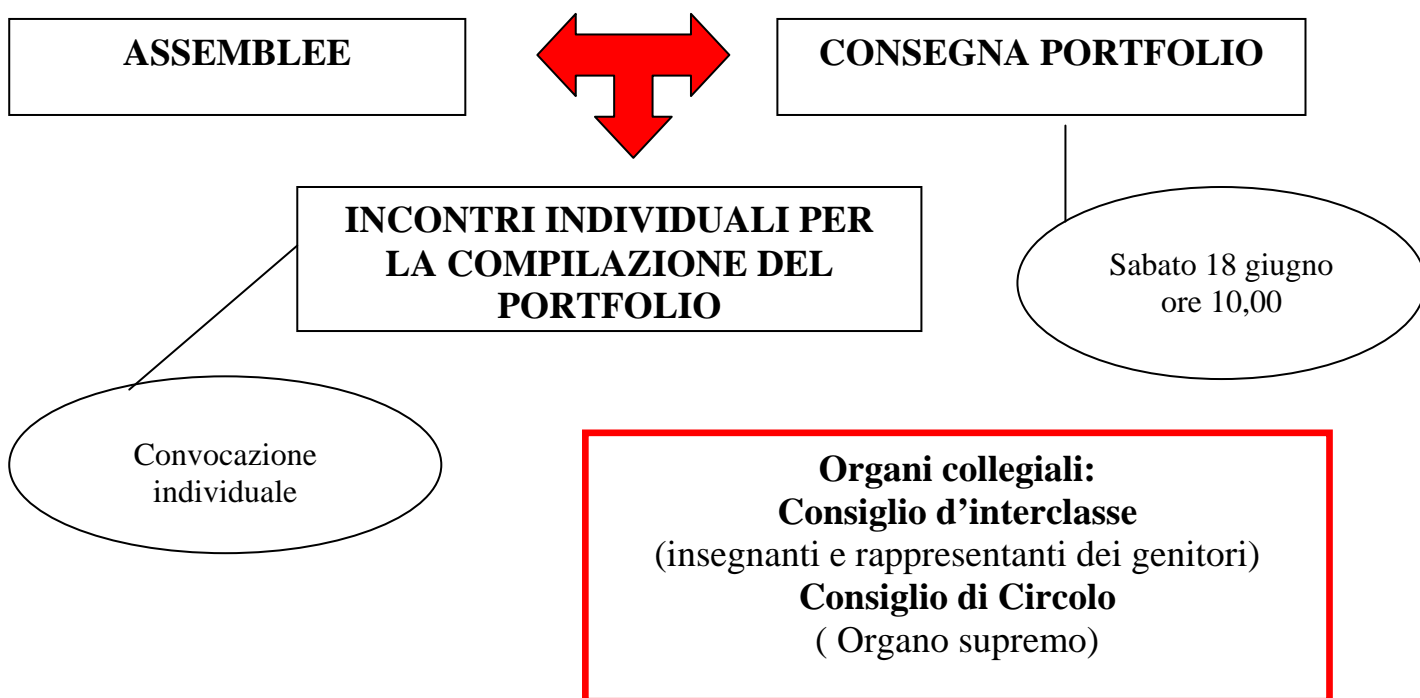 ASSEMBLEE
CONSEGNA PORTFOLIO
INCONTRI INDIVIDUALI PER
LA COMPILAZIONE DEL
PORTFOLIO
Sabato 18 giugno
ore 10,00
Convocazione
individuale
Organi collegiali:
Consiglio d’interclasse
(insegnanti e rappresentanti dei genitori)
Consiglio di Circolo
( Organo supremo)